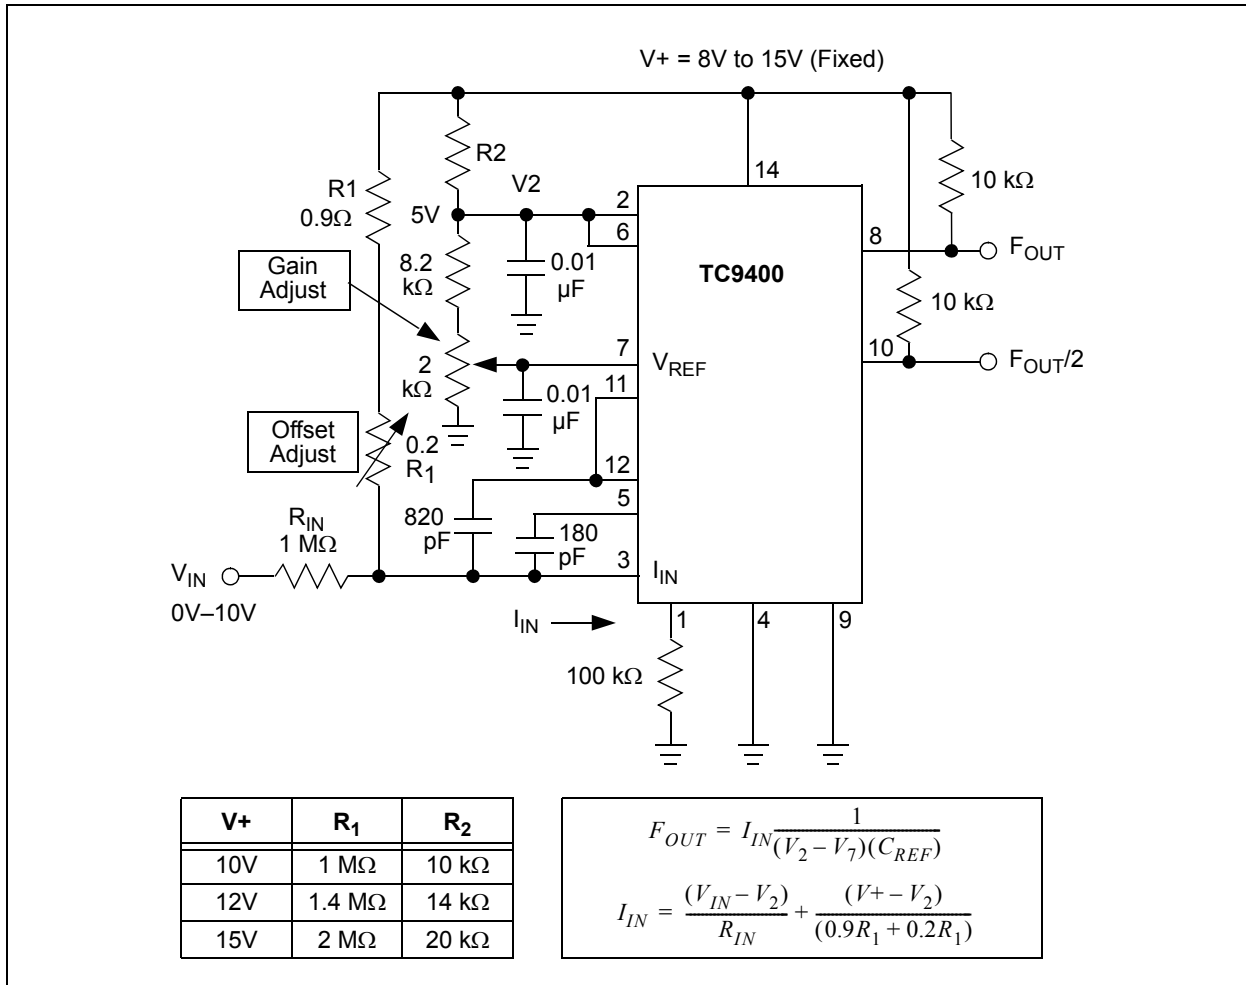 V+ = 8V to 15V (Fixed)
R2
14
10 kΩ
R1
0.9Ω
V2
5V
2
6
8
FOUT
Gain
Adjust
8.2
kΩ
0.01
µF
TC9400
10 kΩ
2
kΩ
7
VREF
10
FOUT/2
11
0.01
µF
Offset
Adjust
0.2
R1
12
5
820
pF
180
pF
RIN
1 MΩ
3
IIN
VIN
0V–10V
IIN
1
4
9
100 kΩ
V+ R1 R2
10V 1 MΩ 10 kΩ
12V 1.4 MΩ 14 kΩ
15V 2 MΩ 20 kΩ
FOUT = IIN 1/((V2 – V7)(CREF))
IIN = (VIN – V2)/RIN + (V+ – V2)/(0.9R1 + 0.2R1)